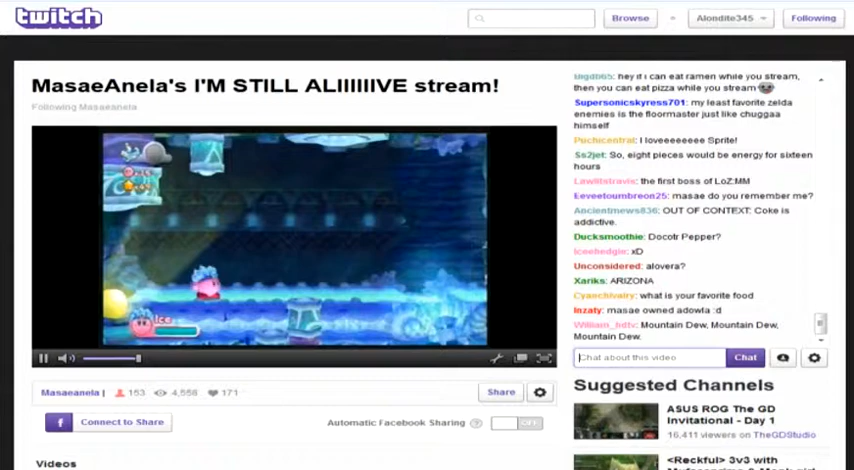 twitch
Browse
Alondite345
Following
MasaeAnela's I'M STILL ALIIIIIIVE stream!
Following Masaeanela
Ice
Masaeanela |
153
4,556
171
Share
Connect to Share
Automatic Facebook Sharing
OFF
Videos
hey if i can eat ramen while you stream,
then you can eat pizza while you stream
Supersonicskyress701: my least favorite zelda
enemies is the floormaster just like chuggaa
himself
Puchicentral: I loveeeeeeee Sprite!
Ss2jet: So, eight pieces would be energy for sixteen
hours
the first boss of LoZ:MM
Eeveetoumbreon25: masae do you remember me?
Ancientmews836: OUT OF CONTEXT: Coke is
addictive.
Ducksmoothie: Docotr Pepper?
Iceehedgie: xD
Unconsidered: alovera?
Xariks: ARIZONA
Cyanchivalry: what is your favorite food
Inzaty: masae owned adowla :d
Mountain Dew, Mountain Dew,
Mountain Dew.
Chat about this video
Chat
Suggested Channels
ASUS ROG The GD
Invitational - Day 1
16,411 viewers on TheGDStudio
<Reckful> 3v3 with